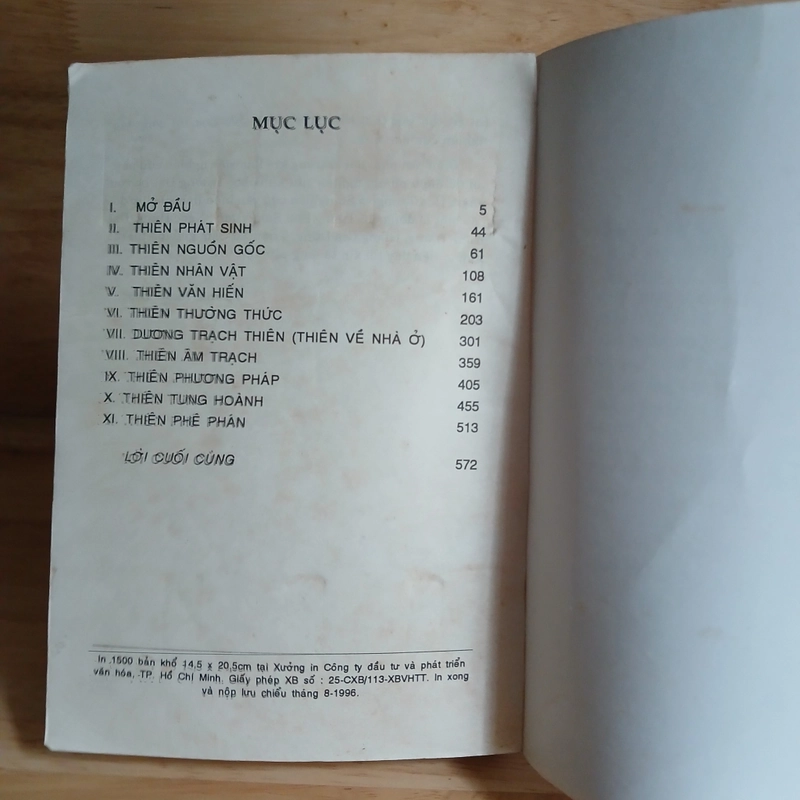 MỤC LỤC
I. MỞ ĐẦU 5
II. THIÊN PHÁT SINH 44
III. THIÊN NGUỒN GỐC 61
IV. THIÊN NHÂN VẬT 108
V. THIÊN VĂN HIẾN 161
VI. THIÊN THƯỞNG THỨC 203
VII. DƯƠNG TRẠCH THIÊN (THIÊN VỀ NHÀ Ở) 301
VIII. THIÊN ÂM TRẠCH 359
IX. THIÊN PHƯƠNG PHÁP 405
X. THIÊN TUNG HOÀNH 455
XI. THIÊN PHÊ PHÁN 513
LỜI CUỐI CÙNG 572
In 1500 bản khổ 14,5 x 20,5cm tại Xưởng in Công ty đầu tư và phát triển
văn hóa, TP. Hồ Chí Minh. Giấy phép XB số : 25-CXB/113-XBVHTT. In xong
và nộp lưu chiểu tháng 8-1996.